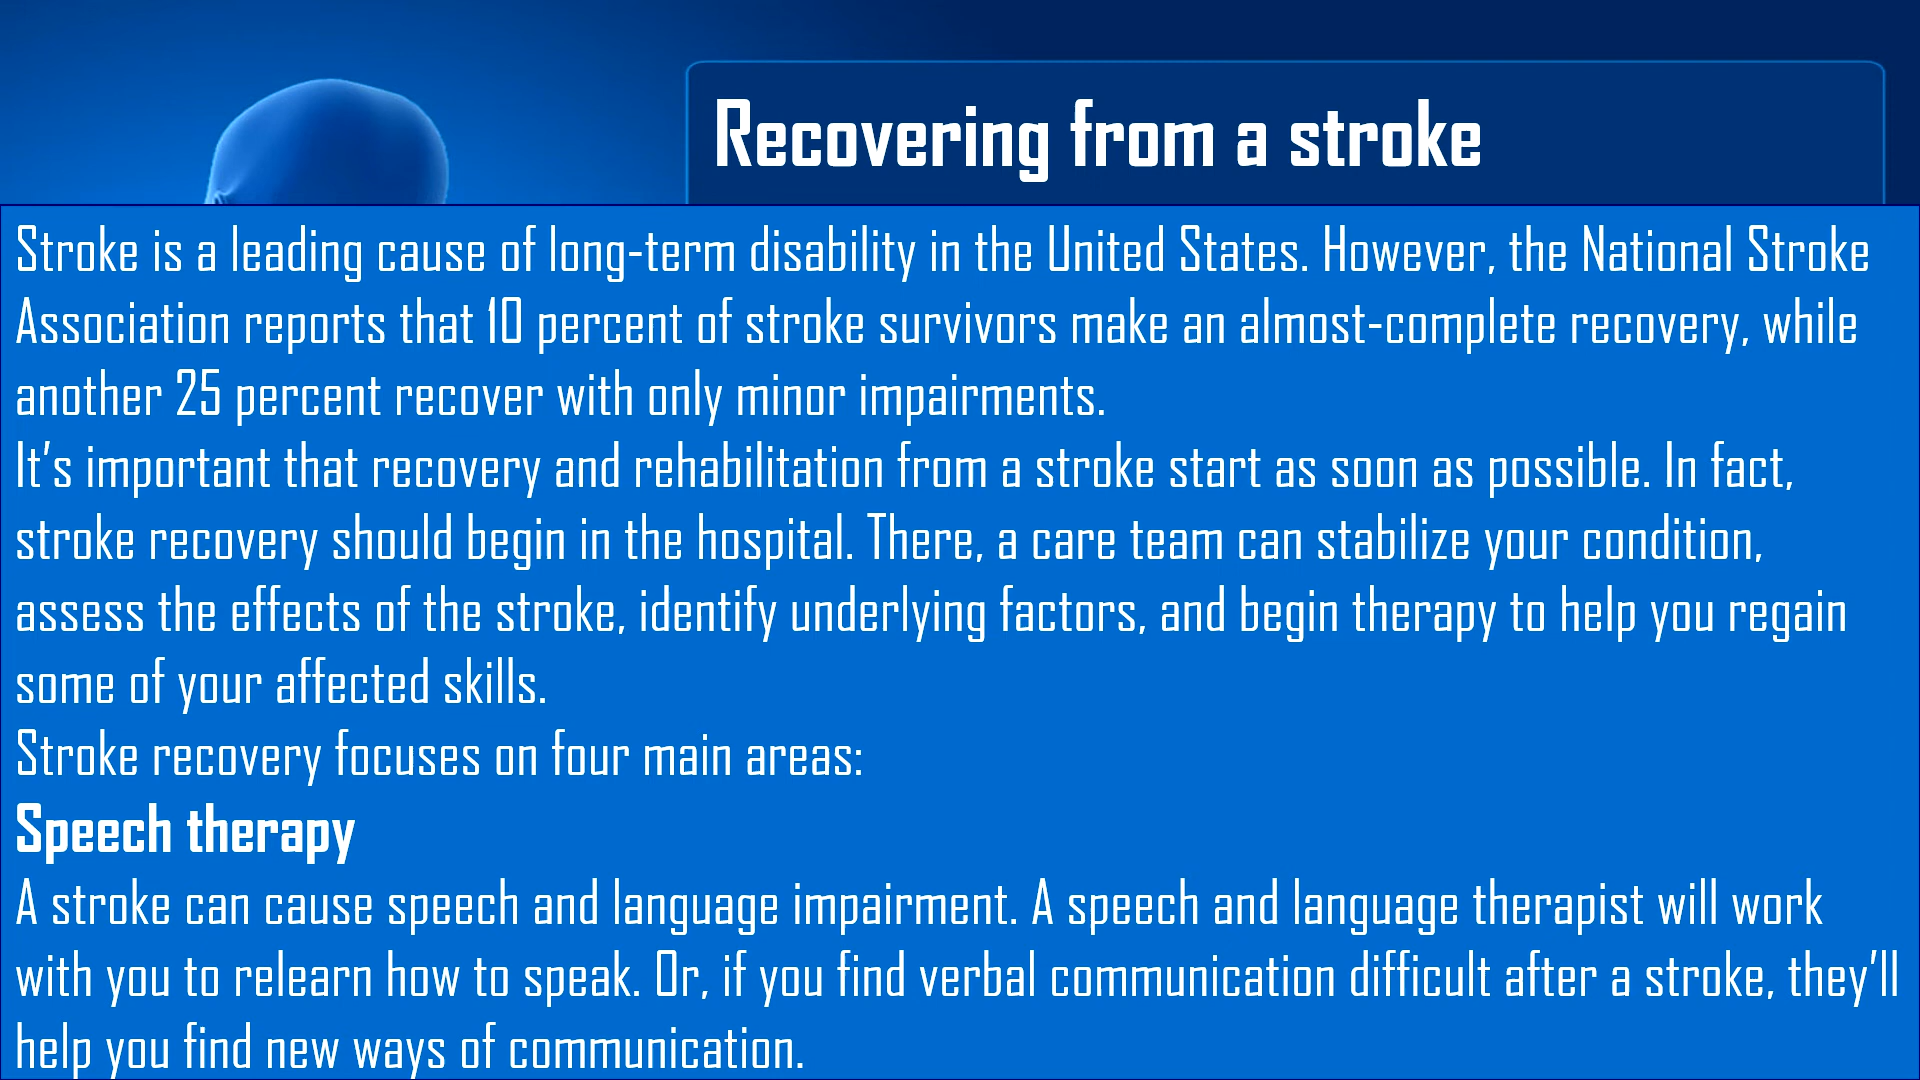 Recovering from a stroke
Stroke is a leading cause of long-term disability in the United States. However, the National Stroke
Association reports that 10 percent of stroke survivors make an almost-complete recovery, while
another 25 percent recover with only minor impairments.
It’s important that recovery and rehabilitation from a stroke start as soon as possible. In fact,
stroke recovery should begin in the hospital. There, a care team can stabilize your condition,
assess the effects of the stroke, identify underlying factors, and begin therapy to help you regain
some of your affected skills.
Stroke recovery focuses on four main areas:
Speech therapy
A stroke can cause speech and language impairment. A speech and language therapist will work
with you to relearn how to speak. Or, if you find verbal communication difficult after a stroke, they’ll
help you find new ways of communication.